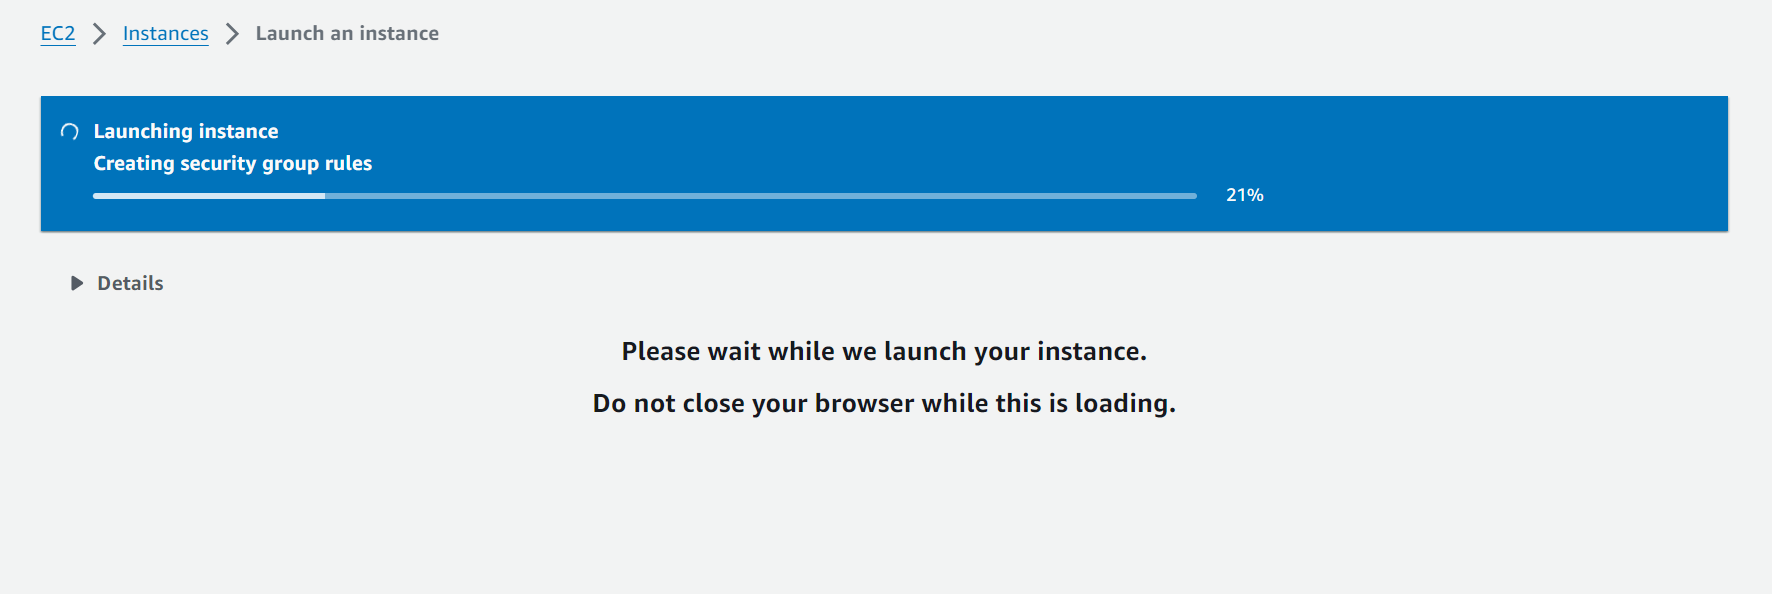 EC2 Instances Launch an instance
Launching instance
Creating security group rules
21%
Details
Please wait while we launch your instance.
Do not close your browser while this is loading.